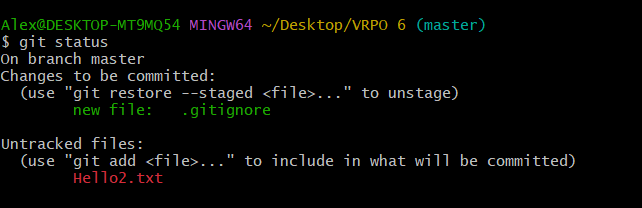 Alex@DESKTOP-MT9MQ54 MINGW64 ~/Desktop/VRPO 6 (master)
$ git status
On branch master
Changes to be committed:
  (use "git restore --staged <file>..." to unstage)
        new file:   .gitignore

Untracked files:
  (use "git add <file>..." to include in what will be committed)
        Hello2.txt